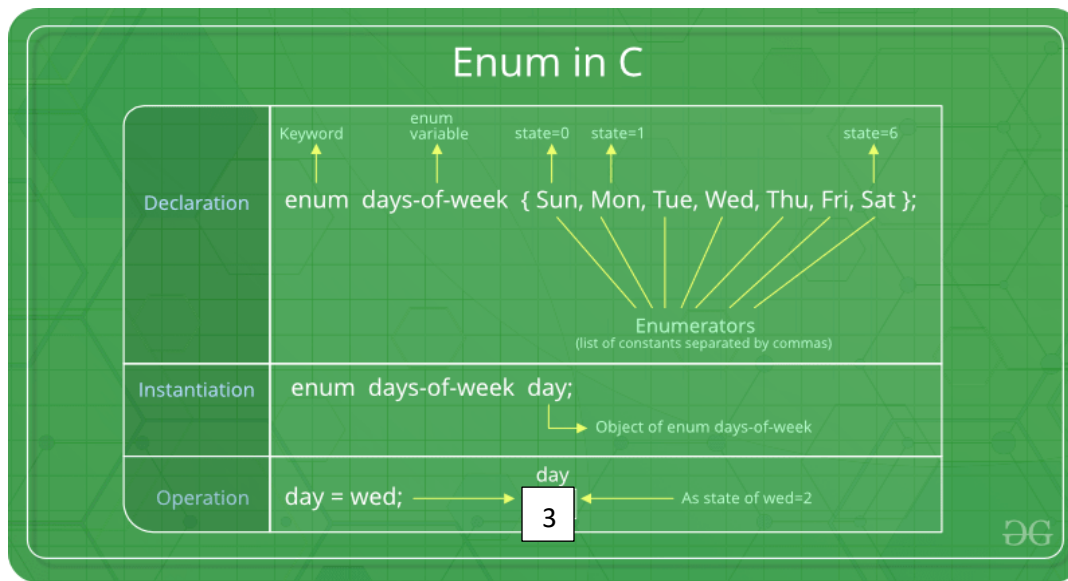 Enum in C
Keyword
enum
variable
state=0
state=1
state=6
Declaration
enum days-of-week { Sun, Mon, Tue, Wed, Thu, Fri, Sat };
Enumerators
(list of constants separated by commas)
Instantiation
enum days-of-week day;
Object of enum days-of-week
day
Operation
day = wed;
3
As state of wed=2
GG